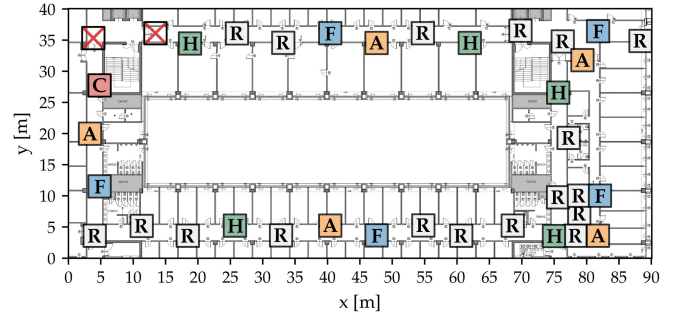 40
35
30
25
20
15
10
5
0
y [m]
R R F R R F
H R A H R A R
C H
A R
F R R F
R R H A R R R
R R R F R H R A
0 5 10 15 20 25 30 35 40 45 50 55 60 65 70 75 80 85 90
x [m]